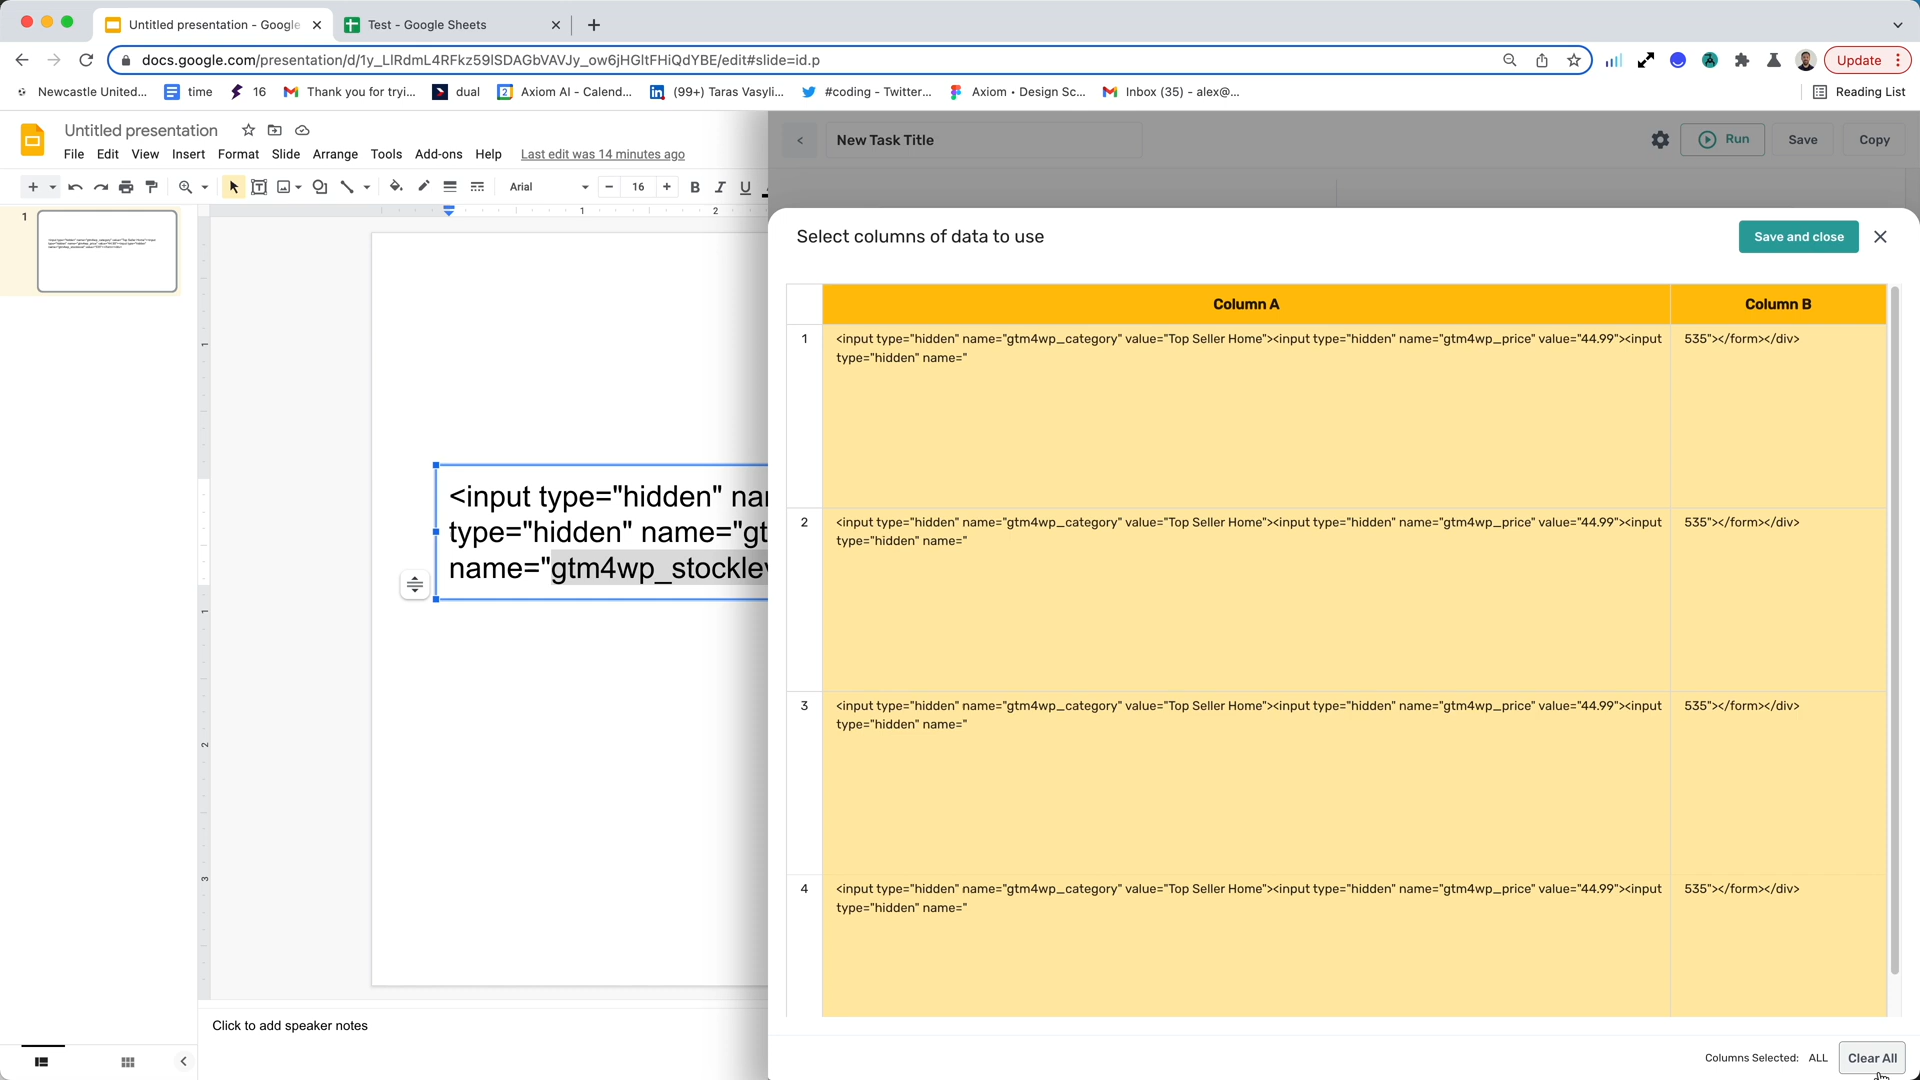 Untitled presentation - Google
Test - Google Sheets
docs.google.com/presentation/d/1y_LlRdmL4RFkz59ISDAGbVAVJy_ow6jHGltFHiQdYBE/edit#slide=id.p
Update
Newcastle United...
time
16
Thank you for tryi...
dual
Axiom AI - Calend...
(99+) Taras Vasyli...
#coding - Twitter...
Axiom • Design Sc...
Inbox (35) - alex@...
Reading List
Untitled presentation
File Edit View Insert Format Slide Arrange Tools Add-ons Help Last edit was 14 minutes ago
Arial
16
B I U
1 2
1
<input type="hidden" nar
type="hidden" name="gt
name="gtm4wp_stocklev
1
1
2
3
Click to add speaker notes
<
New Task Title
Run
Save
Copy
Select columns of data to use
Save and close
Column A
Column B
1
<input type="hidden" name="gtm4wp_category" value="Top Seller Home"><input type="hidden" name="gtm4wp_price" value="44.99"><input
type="hidden" name="
535"></form></div>
2
<input type="hidden" name="gtm4wp_category" value="Top Seller Home"><input type="hidden" name="gtm4wp_price" value="44.99"><input
type="hidden" name="
535"></form></div>
3
<input type="hidden" name="gtm4wp_category" value="Top Seller Home"><input type="hidden" name="gtm4wp_price" value="44.99"><input
type="hidden" name="
535"></form></div>
4
<input type="hidden" name="gtm4wp_category" value="Top Seller Home"><input type="hidden" name="gtm4wp_price" value="44.99"><input
type="hidden" name="
535"></form></div>
Columns Selected: ALL
Clear All